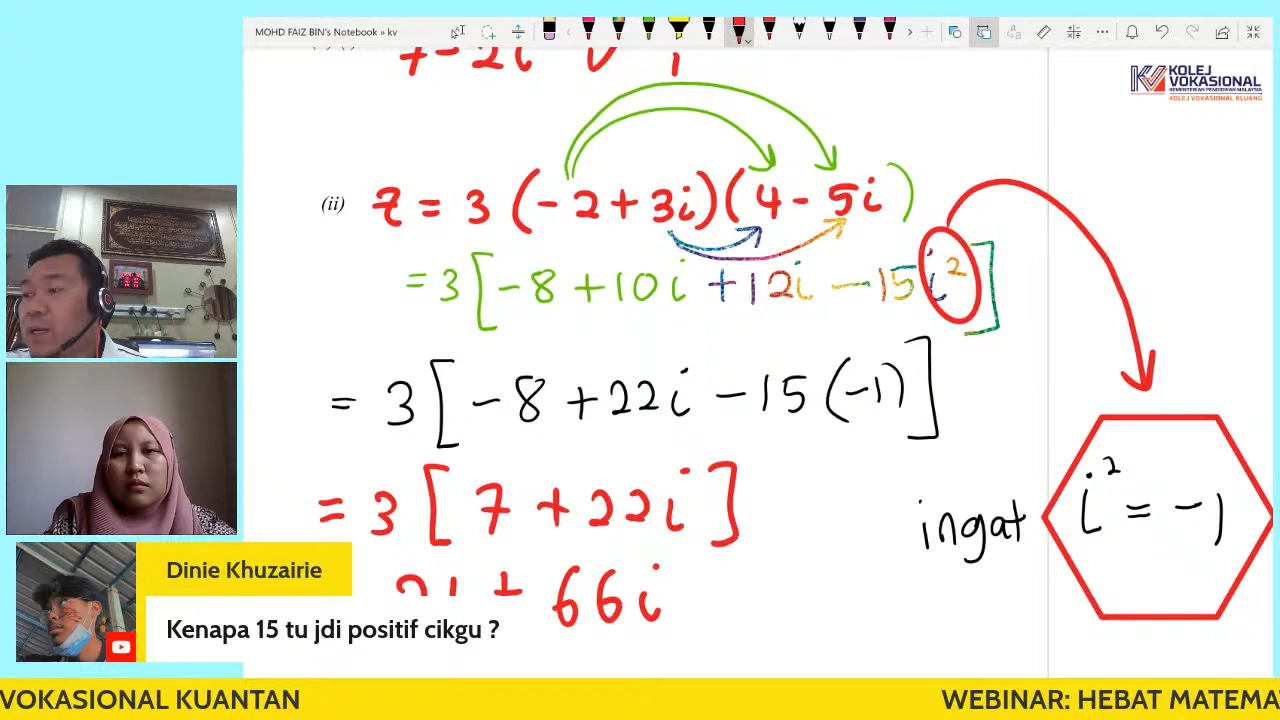 MOHD FAIZ BIN's Notebook » kv
KOLEJ
VOKASIONAL
KEMENTERIAN PENDIDIKAN MALAYSIA
KOLEJ VOKASIONAL KLUANG
(ii) z = 3 (-2 + 3i)(4 - 5i)
= 3 [-8 + 10i + 12i - 15i²]
= 3 [-8 + 22i - 15(-1)]
= 3 [7 + 22i]
ingat i² = -1
21 + 66i
Dinie Khuzairie
Kenapa 15 tu jdi positif cikgu ?
VOKASIONAL KUANTAN
WEBINAR: HEBAT MATEMA